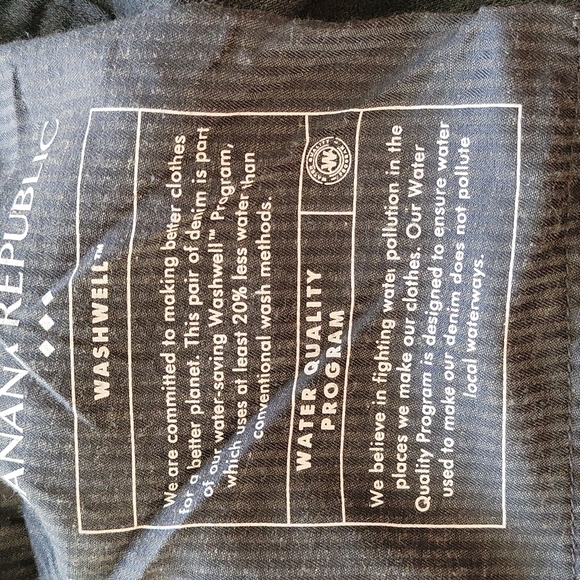 ANANA REPUBLIC
WASHWELL™
We are committed to making better clothes
for a better planet. This pair of denim is part
of our water-saving Washwell™ Program,
which uses at least 20% less water than
conventional wash methods.
WATER QUALITY
PROGRAM
We believe in fighting water pollution in the
places we make our clothes. Our Water
Quality Program is designed to ensure water
used to make our denim does not pollute
local waterways.